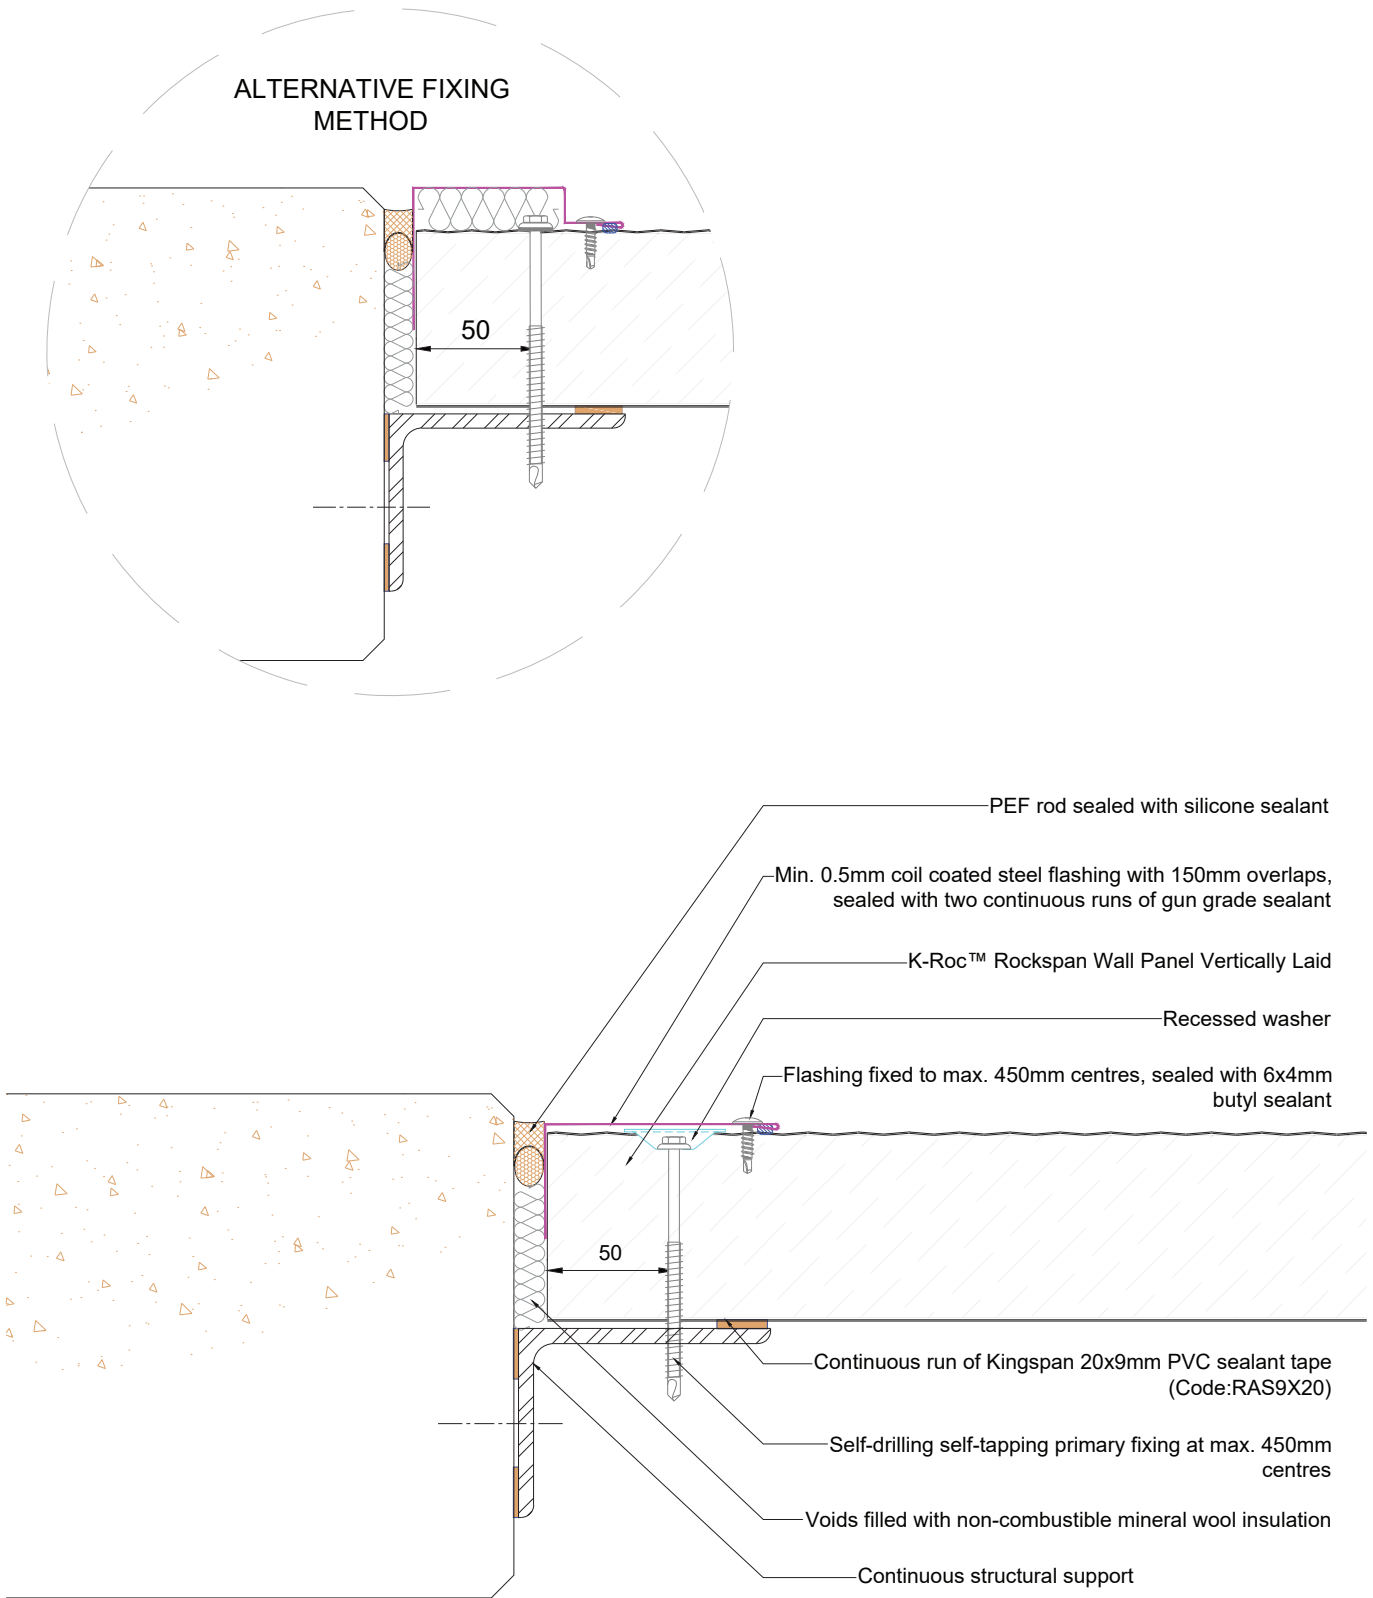 ALTERNATIVE FIXING
METHOD
50
PEF rod sealed with silicone sealant
Min. 0.5mm coil coated steel flashing with 150mm overlaps,
sealed with two continuous runs of gun grade sealant
K-Roc™ Rockspan Wall Panel Vertically Laid
Recessed washer
Flashing fixed to max. 450mm centres, sealed with 6x4mm
butyl sealant
50
Continuous run of Kingspan 20x9mm PVC sealant tape
(Code:RAS9X20)
Self-drilling self-tapping primary fixing at max. 450mm
centres
Voids filled with non-combustible mineral wool insulation
Continuous structural support